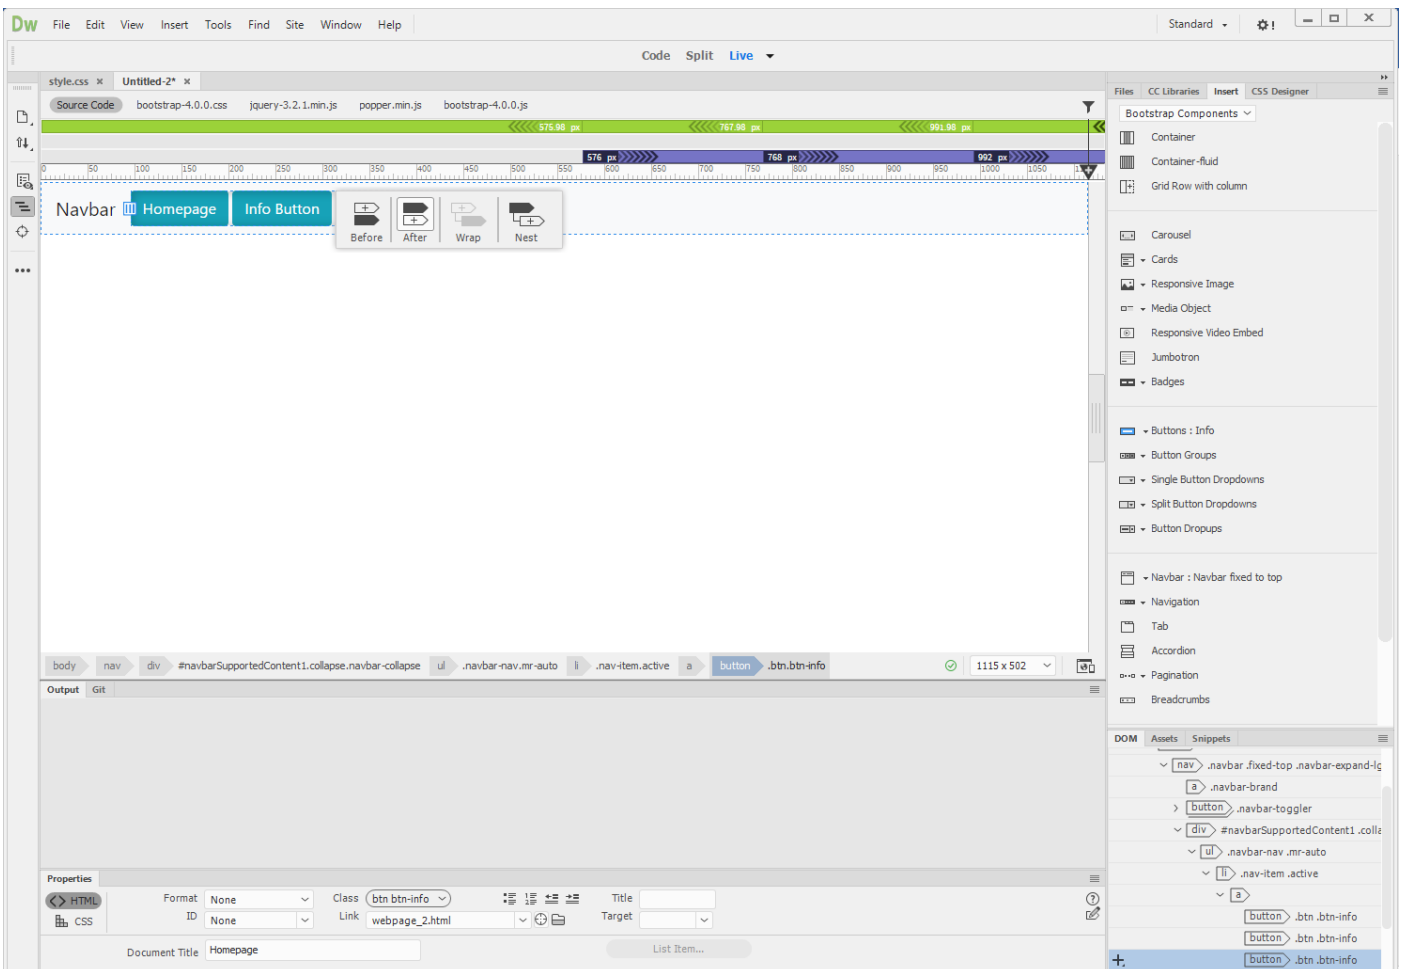 Dw File Edit View Insert Tools Find Site Window Help Standard
Code Split Live
style.css × Untitled-2* ×
Source Code bootstrap-4.0.0.css jquery-3.2.1.min.js popper.min.js bootstrap-4.0.0.js
575.98 px 767.98 px 991.98 px
576 px 768 px 992 px
0 50 100 150 200 250 300 350 400 450 500 550 600 650 700 750 800 850 900 950 1000 1050
Navbar Homepage Info Button
Before After Wrap Nest
body nav div #navbarSupportedContent1.collapse.navbar-collapse ul .navbar-nav.mr-auto li .nav-item.active a button .btn.btn-info 1115 x 502
Output Git
Properties
<> HTML Format None Class btn btn-info Title
CSS ID None Link webpage_2.html Target
Document Title Homepage List Item...
Files CC Libraries Insert CSS Designer
Bootstrap Components
Container
Container-fluid
Grid Row with column
Carousel
Cards
Responsive Image
Media Object
Responsive Video Embed
Jumbotron
Badges
Buttons : Info
Button Groups
Single Button Dropdowns
Split Button Dropdowns
Button Dropups
Navbar : Navbar fixed to top
Navigation
Tab
Accordion
Pagination
Breadcrumbs
DOM Assets Snippets
nav .navbar .fixed-top .navbar-expand-lg
a .navbar-brand
button .navbar-toggler
div #navbarSupportedContent1 .colla
ul .navbar-nav .mr-auto
li .nav-item .active
a
button .btn .btn-info
button .btn .btn-info
button .btn .btn-info